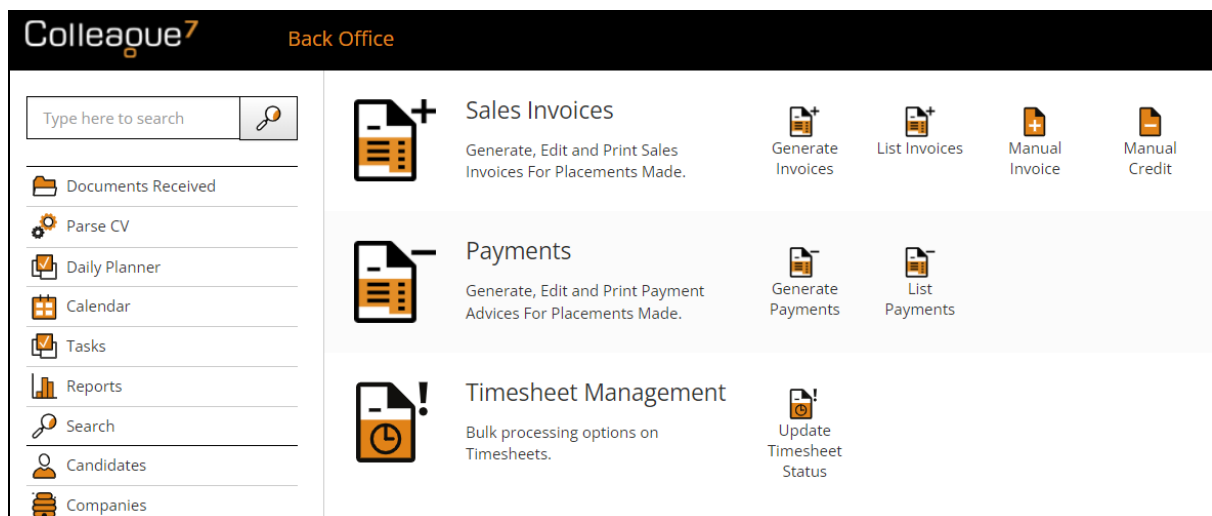 Colleague7
Back Office
Type here to search
Documents Received
Parse CV
Daily Planner
Calendar
Tasks
Reports
Search
Candidates
Companies
Sales Invoices
Generate, Edit and Print Sales
Invoices For Placements Made.
Generate
Invoices
List Invoices
Manual
Invoice
Manual
Credit
Payments
Generate, Edit and Print Payment
Advices For Placements Made.
Generate
Payments
List
Payments
Timesheet Management
Bulk processing options on
Timesheets.
Update
Timesheet
Status